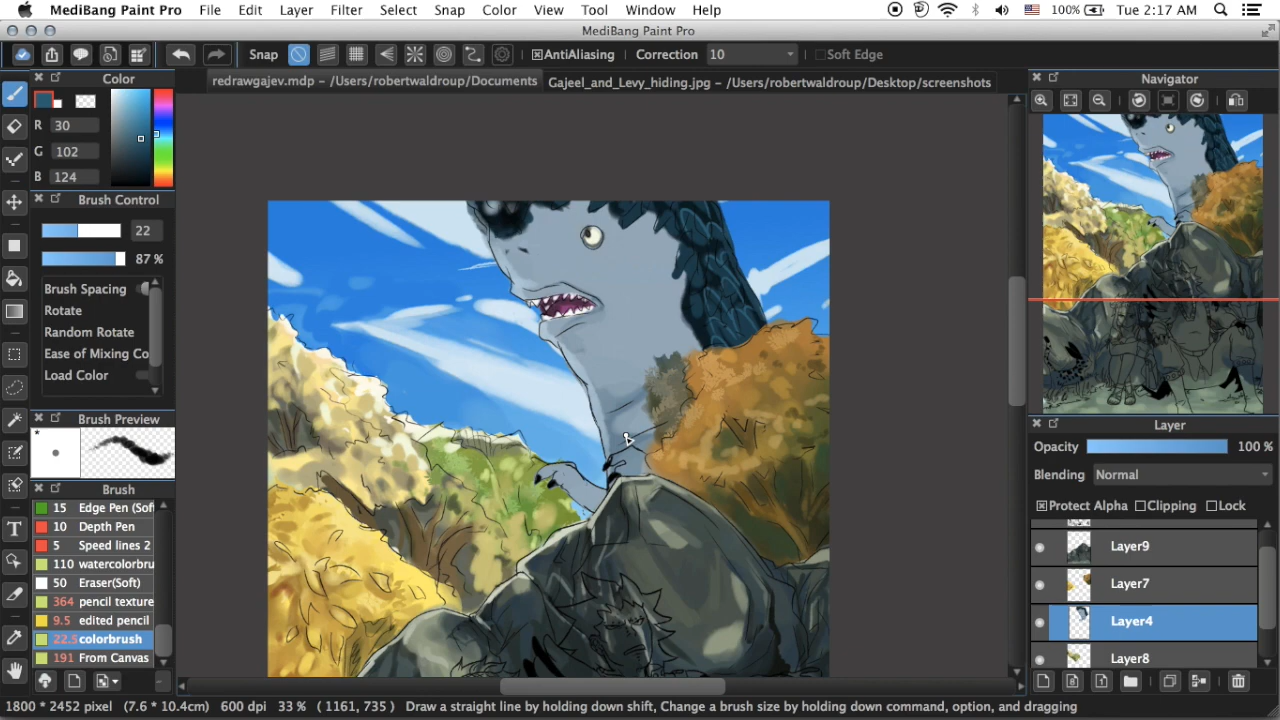 MediBang Paint Pro File Edit Layer Filter Select Snap Color View Tool Window Help 100% Tue 2:17 AM
MediBang Paint Pro
Snap AntiAliasing Correction 10 Soft Edge
Color
redrawgajev.mdp – /Users/robertwaldroup/Documents
Gajeel_and_Levy_hiding.jpg – /Users/robertwaldroup/Desktop/screenshots
Navigator
R 30
G 102
B 124
Brush Control
22
87 %
Brush Spacing
Rotate
Random Rotate
Ease of Mixing Co
Load Color
Brush Preview
*
Brush
15 Edge Pen (Sof
10 Depth Pen
5 Speed lines 2
110 watercolorbru
50 Eraser(Soft)
364 pencil texture
9.5 edited pencil
22.5 colorbrush
191 From Canvas
Layer
Opacity 100 %
Blending Normal
Protect Alpha Clipping Lock
Layer9
Layer7
Layer4
Layer8
1800 * 2452 pixel (7.6 * 10.4cm) 600 dpi 33 % ( 1161, 735 ) Draw a straight line by holding down shift, Change a brush size by holding down command, option, and dragging